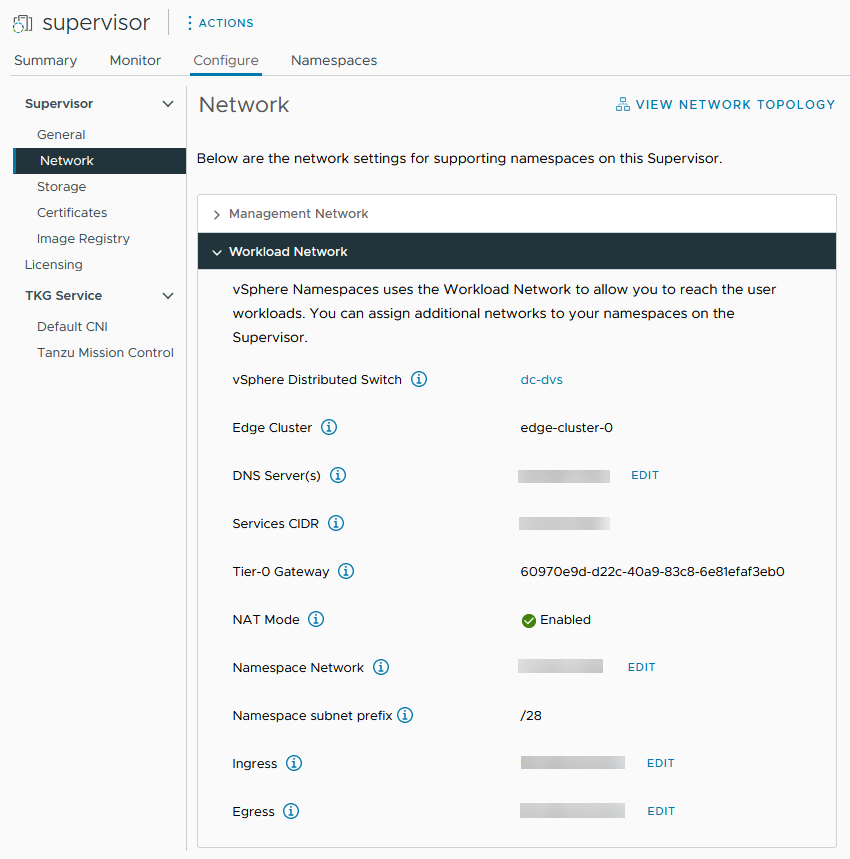 supervisor
ACTIONS
Summary Monitor Configure Namespaces
Supervisor
General
Network
Storage
Certificates
Image Registry
Licensing
TKG Service
Default CNI
Tanzu Mission Control
Network
VIEW NETWORK TOPOLOGY
Below are the network settings for supporting namespaces on this Supervisor.
Management Network
Workload Network
vSphere Namespaces uses the Workload Network to allow you to reach the user
workloads. You can assign additional networks to your namespaces on the
Supervisor.
vSphere Distributed Switch dc-dvs
Edge Cluster edge-cluster-0
DNS Server(s) EDIT
Services CIDR
Tier-0 Gateway 60970e9d-d22c-40a9-83c8-6e81efaf3eb0
NAT Mode Enabled
Namespace Network EDIT
Namespace subnet prefix /28
Ingress EDIT
Egress EDIT